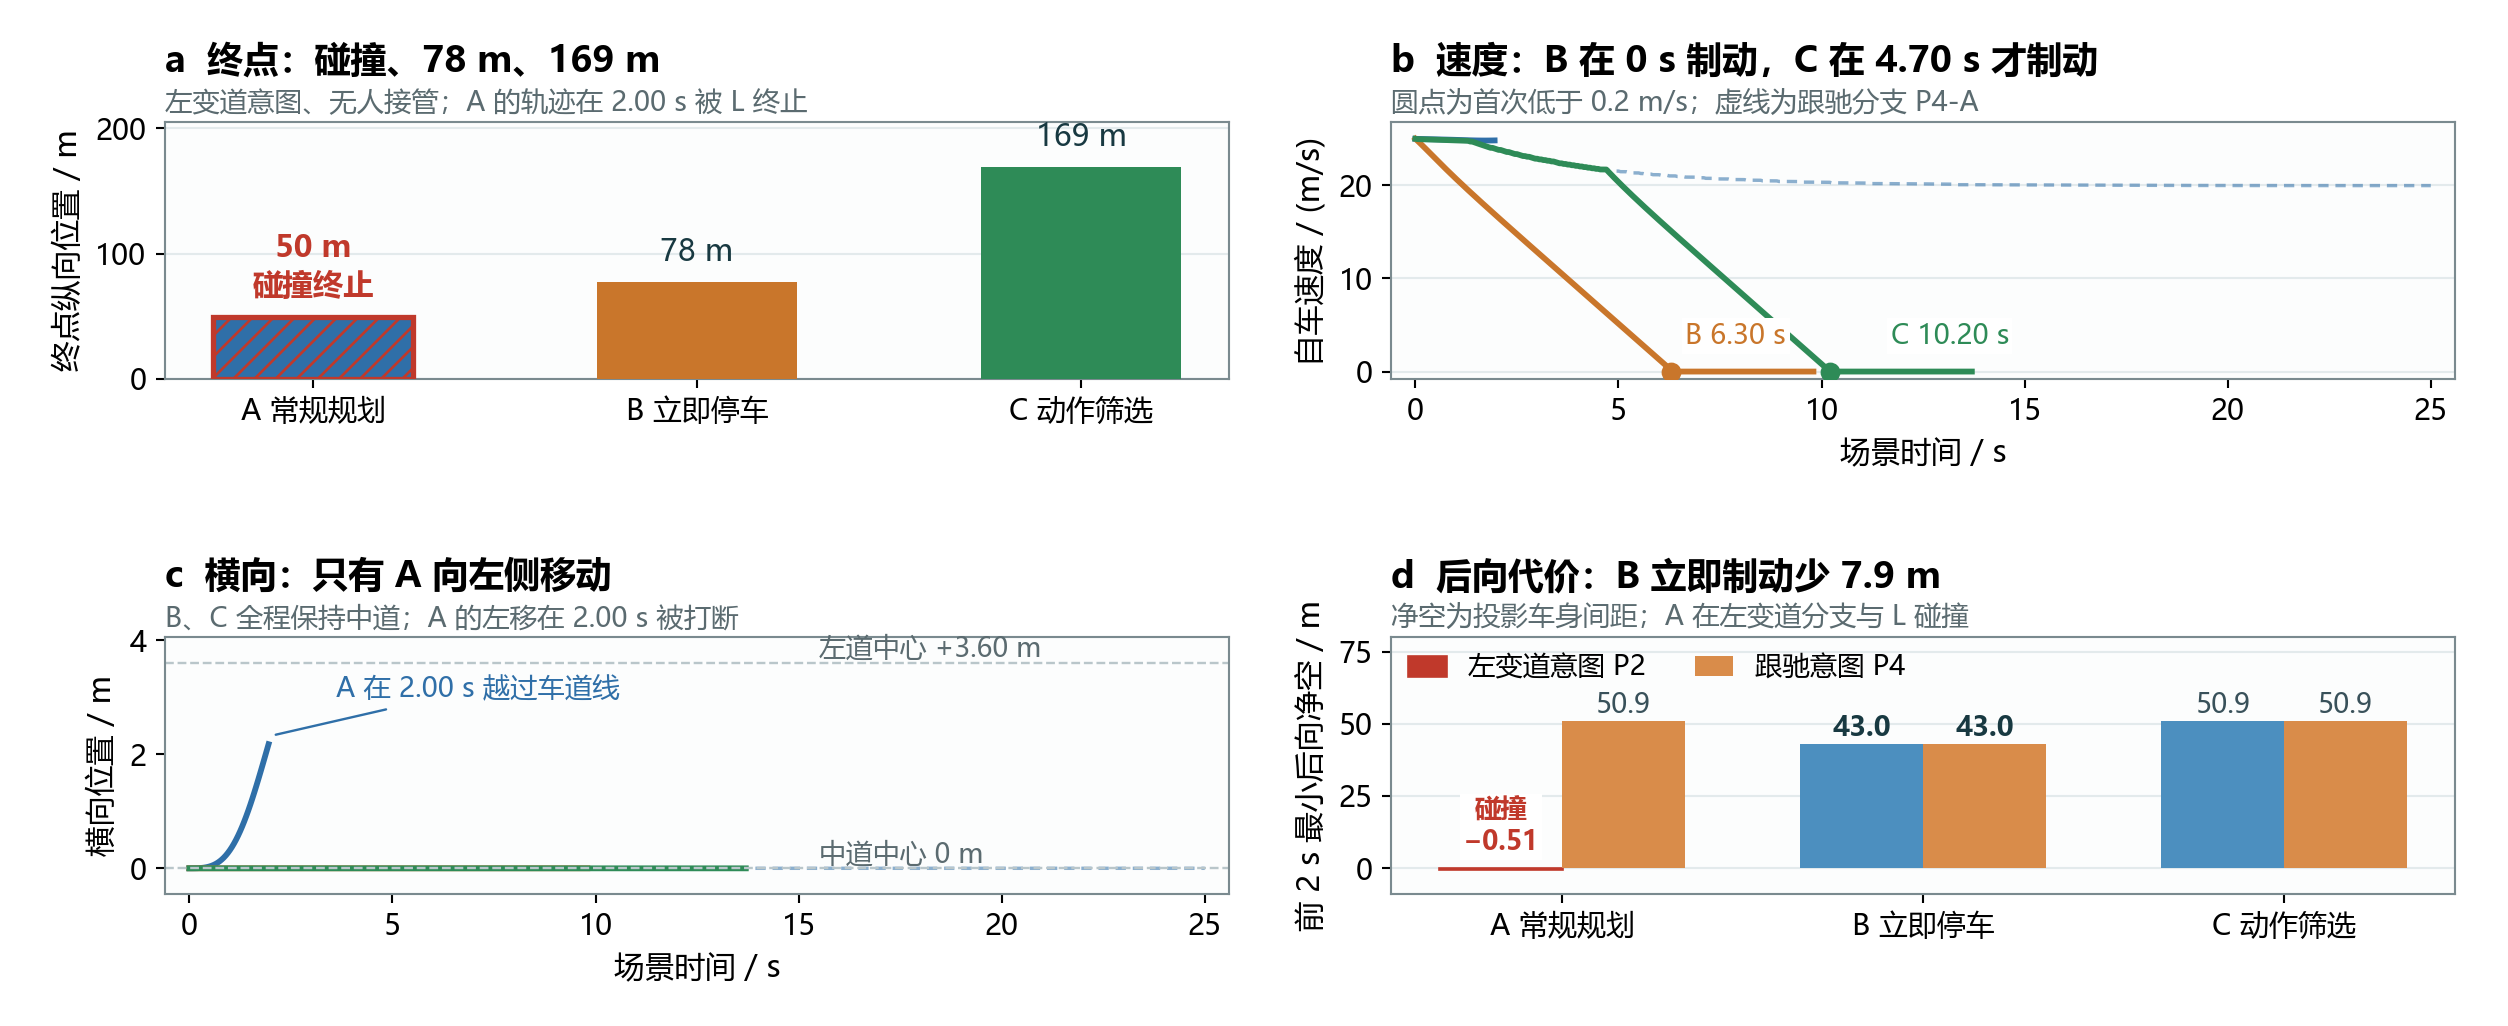 a 终点：碰撞、78 m、169 m
左变道意图、无人接管；A 的轨迹在 2.00 s 被 L 终止
终点纵向位置 / m
200
100
0
50 m
碰撞终止
78 m
169 m
A 常规规划
B 立即停车
C 动作筛选
b 速度：B 在 0 s 制动，C 在 4.70 s 才制动
圆点为首次低于 0.2 m/s；虚线为跟驰分支 P4-A
自车速度 / (m/s)
20
10
0
B 6.30 s
C 10.20 s
0 5 10 15 20 25
场景时间 / s
c 横向：只有 A 向左侧移动
B、C 全程保持中道；A 的左移在 2.00 s 被打断
横向位置 / m
4
2
0
左道中心 +3.60 m
A 在 2.00 s 越过车道线
中道中心 0 m
0 5 10 15 20 25
场景时间 / s
d 后向代价：B 立即制动少 7.9 m
净空为投影车身间距；A 在左变道分支与 L 碰撞
前 2 s 最小后向净空 / m
75
50
25
0
左变道意图 P2
跟驰意图 P4
碰撞
−0.51
50.9
43.0
43.0
50.9
50.9
A 常规规划
B 立即停车
C 动作筛选